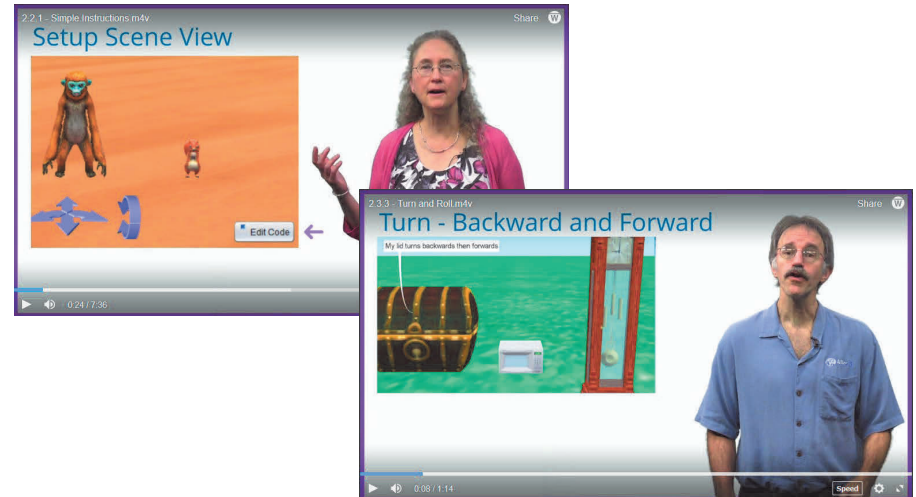 2.2.1 - Simple Instructions.m4v
Share
W
Setup Scene View
Edit Code
0:24 / 7:36
2.3.3 - Turn and Roll.m4v
Share
W
Turn - Backward and Forward
My lid turns backwards then forwards
0:08 / 1:14
Speed